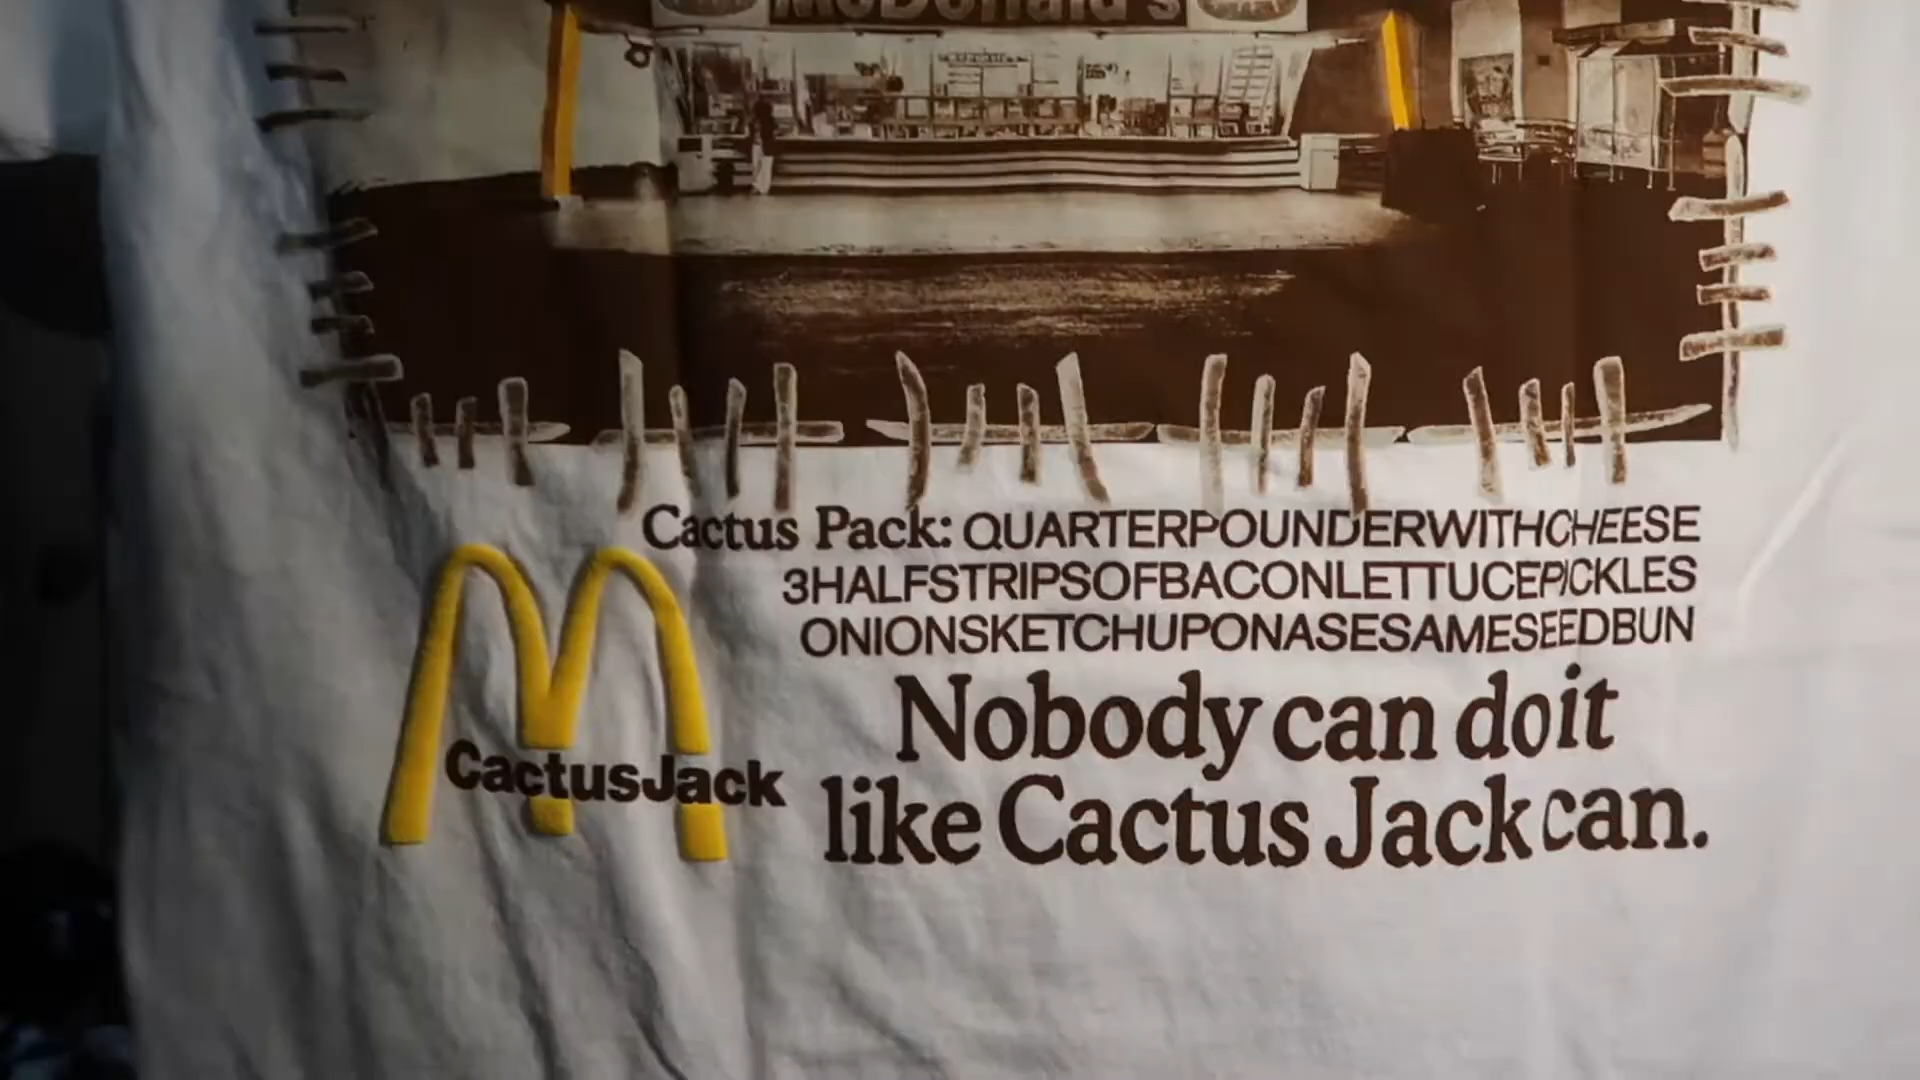 McDonald's
Cactus Pack: QUARTERPOUNDERWITHCHEESE
3HALFSTRIPSOFBACONLETTUCEPICKLES
ONIONSKETCHUPONASESAMESEEDBUN
CactusJack
Nobody can doit
like Cactus Jack can.